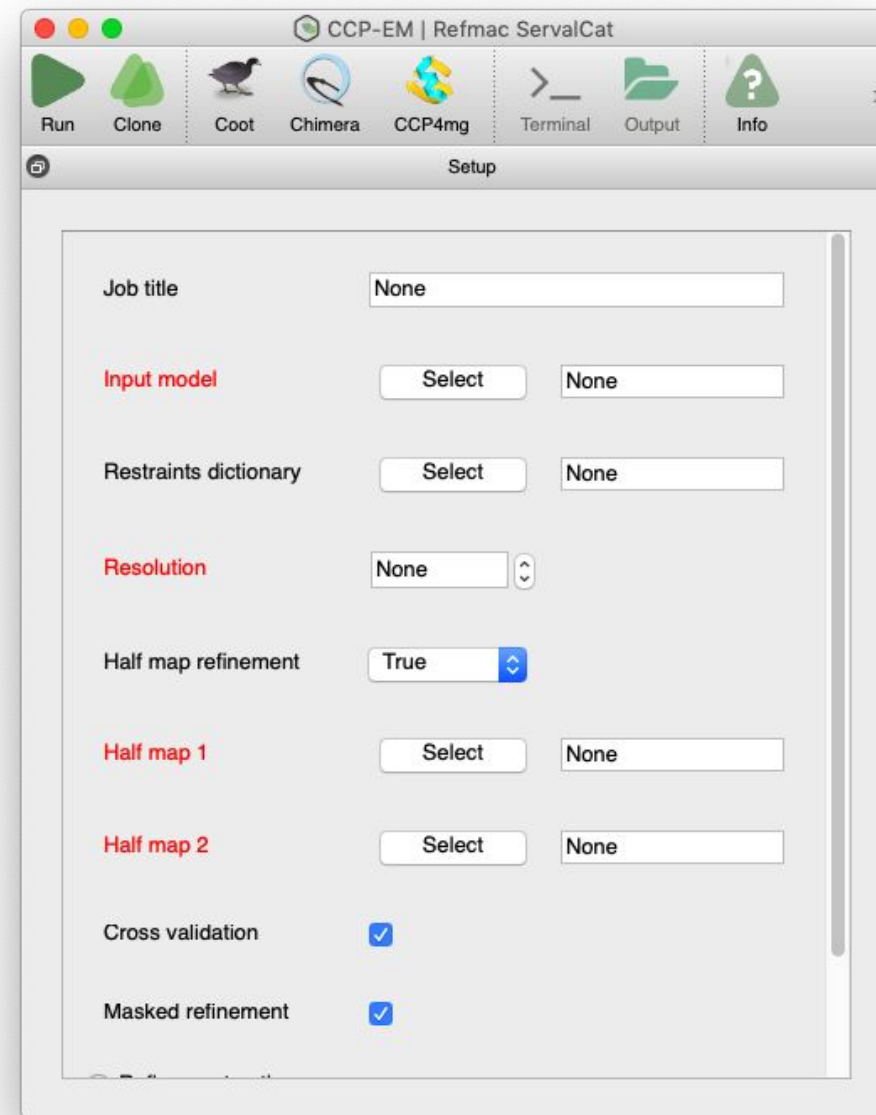 CCP-EM | Refmac ServalCat
Run Clone Coot Chimera CCP4mg Terminal Output Info
Setup
Job title None
Input model Select None
Restraints dictionary Select None
Resolution None
Half map refinement True
Half map 1 Select None
Half map 2 Select None
Cross validation
Masked refinement